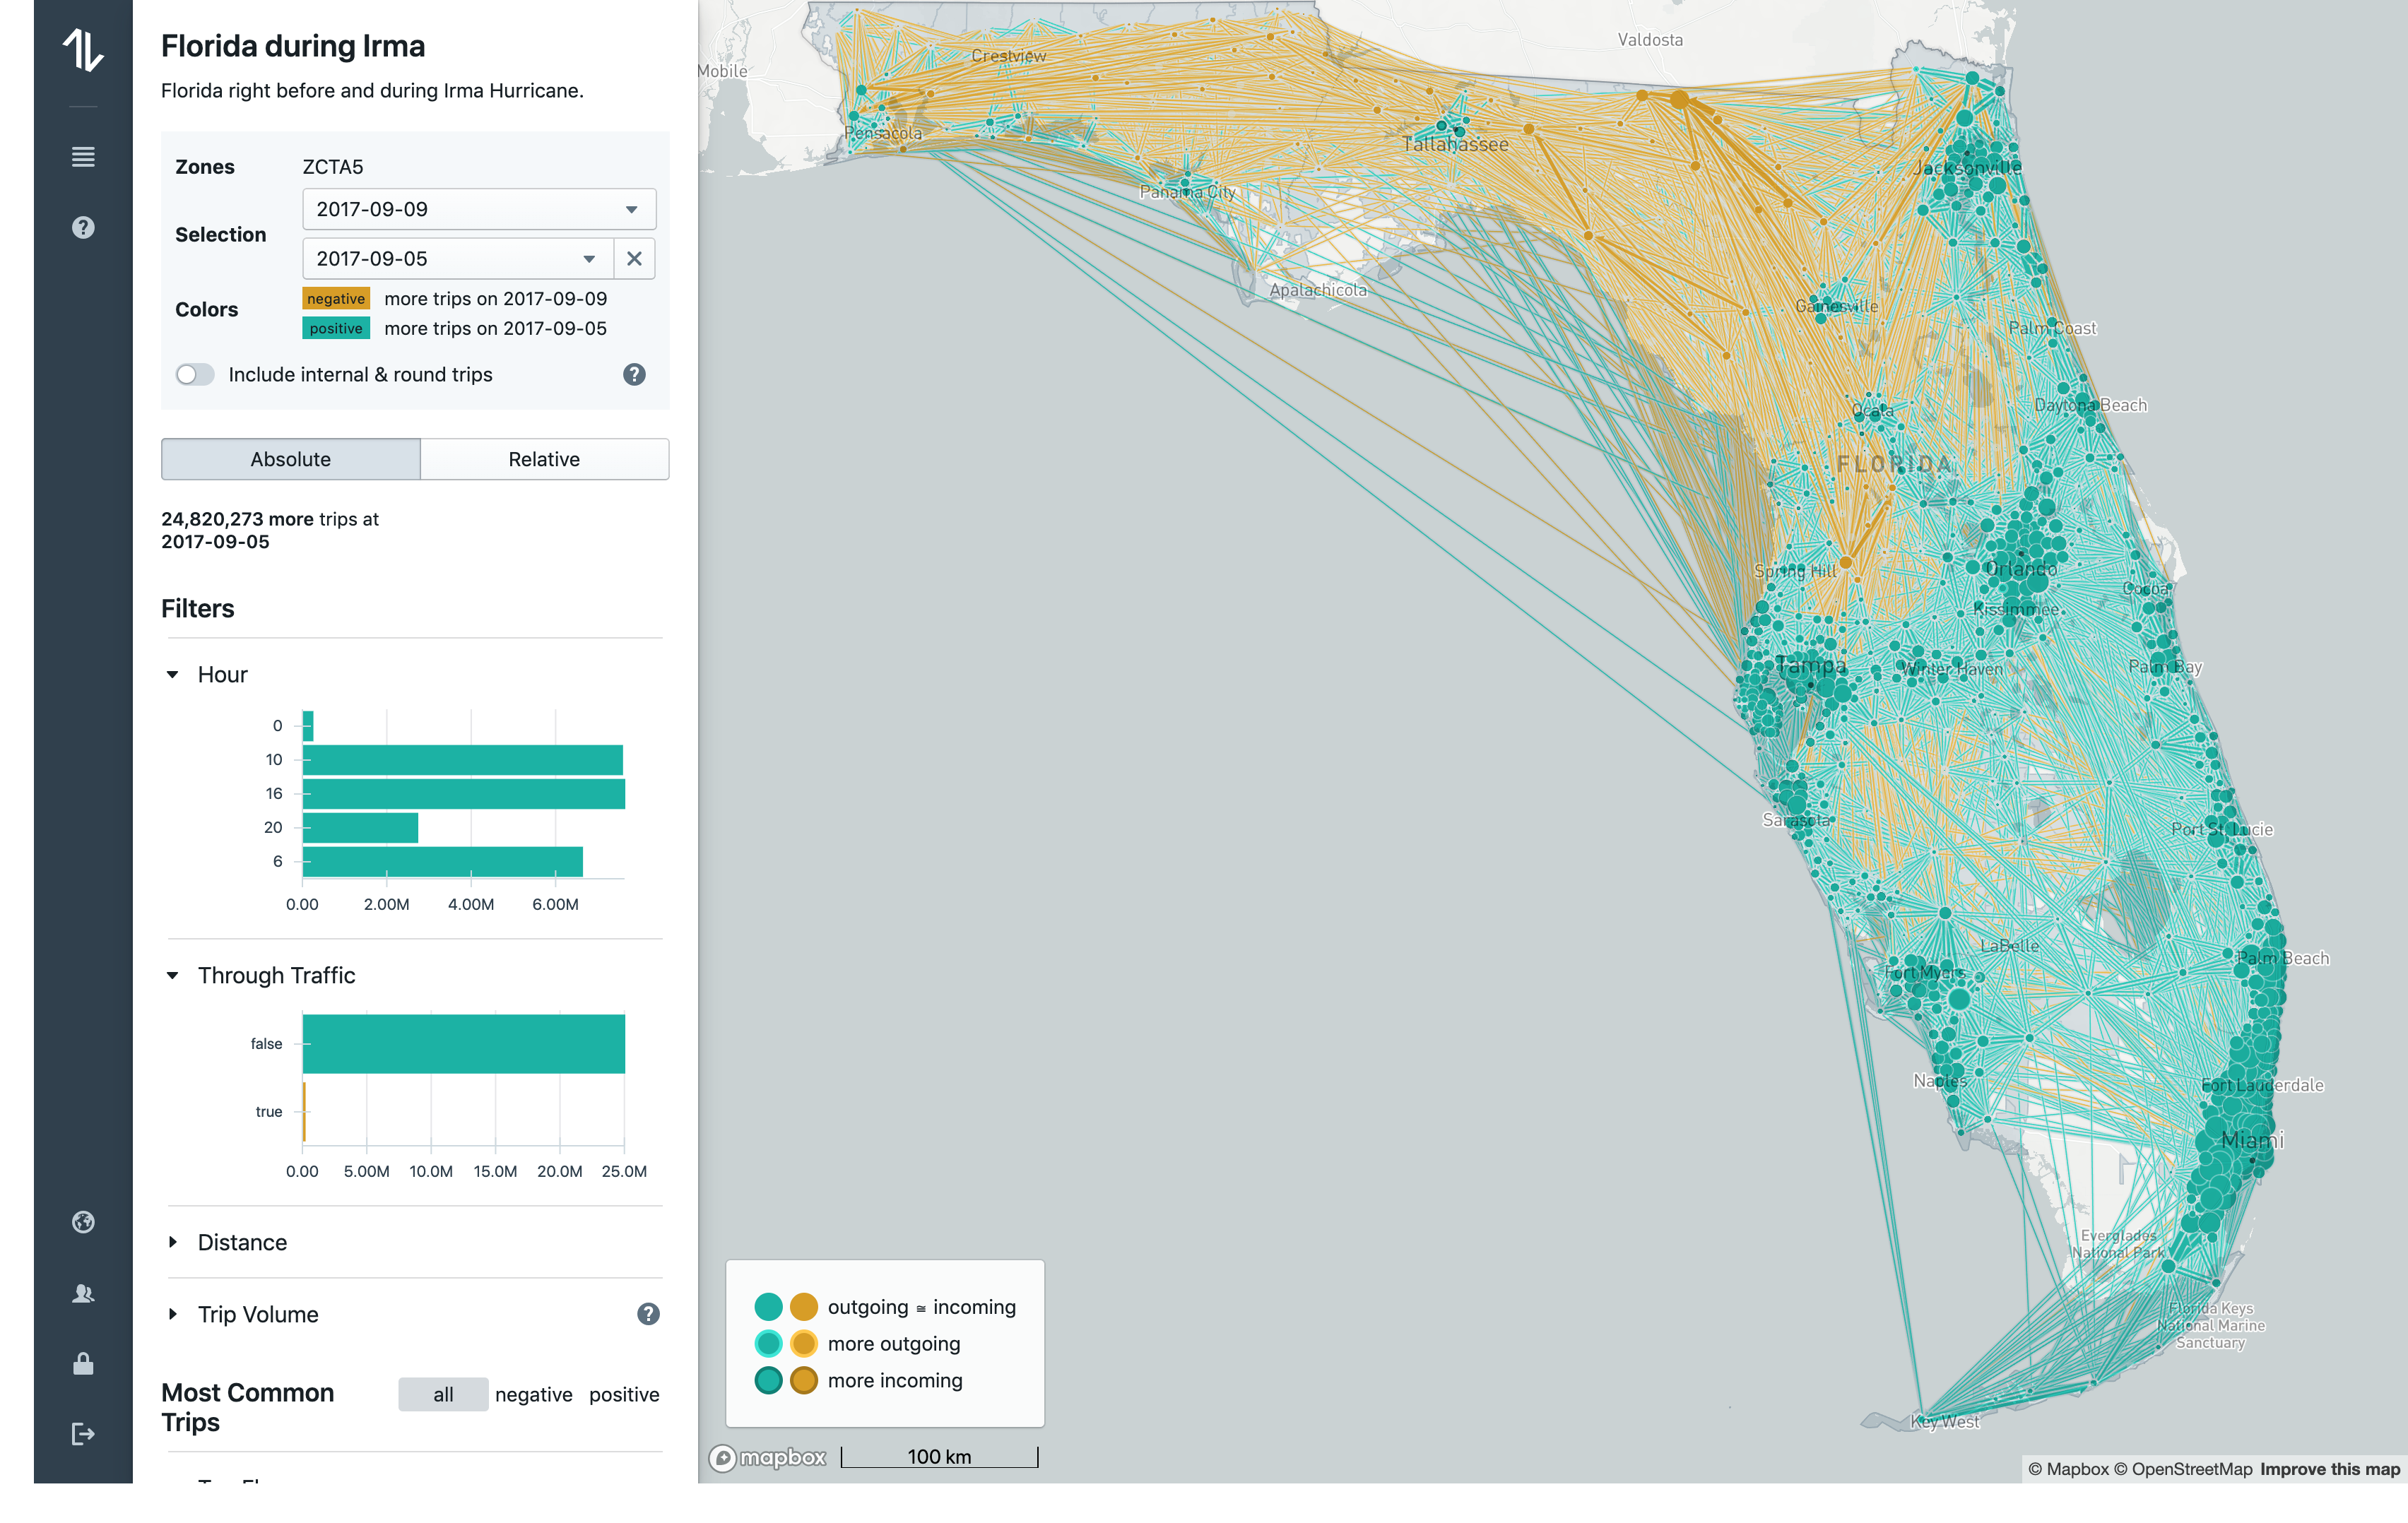 Florida during Irma
Florida right before and during Irma Hurricane.
Zones ZCTA5
Selection
2017-09-09
2017-09-05
Colors
negative more trips on 2017-09-09
positive more trips on 2017-09-05
Include internal & round trips
?
Absolute
Relative
24,820,273 more trips at
2017-09-05
Filters
Hour
0
10
16
20
6
0.00 2.00M 4.00M 6.00M
Through Traffic
false
true
0.00 5.00M 10.0M 15.0M 20.0M 25.0M
Distance
Trip Volume
?
Most Common
Trips
all negative positive
?
Mobile
Crestview
Valdosta
Pensacola
Tallahassee
Panama City
Apalachicola
Jacksonville
Gainesville
Palm Coast
Ocala
Daytona Beach
FLORIDA
Spring Hill
Orlando
Kissimmee
Cocoa
Tampa
Winter Haven
Palm Bay
Sarasota
Port St. Lucie
LaBelle
Fort Myers
Palm Beach
Naples
Fort Lauderdale
Miami
Everglades
National Park
Florida Keys
National Marine
Sanctuary
Key West
outgoing ≅ incoming
more outgoing
more incoming
mapbox
100 km
© Mapbox © OpenStreetMap Improve this map